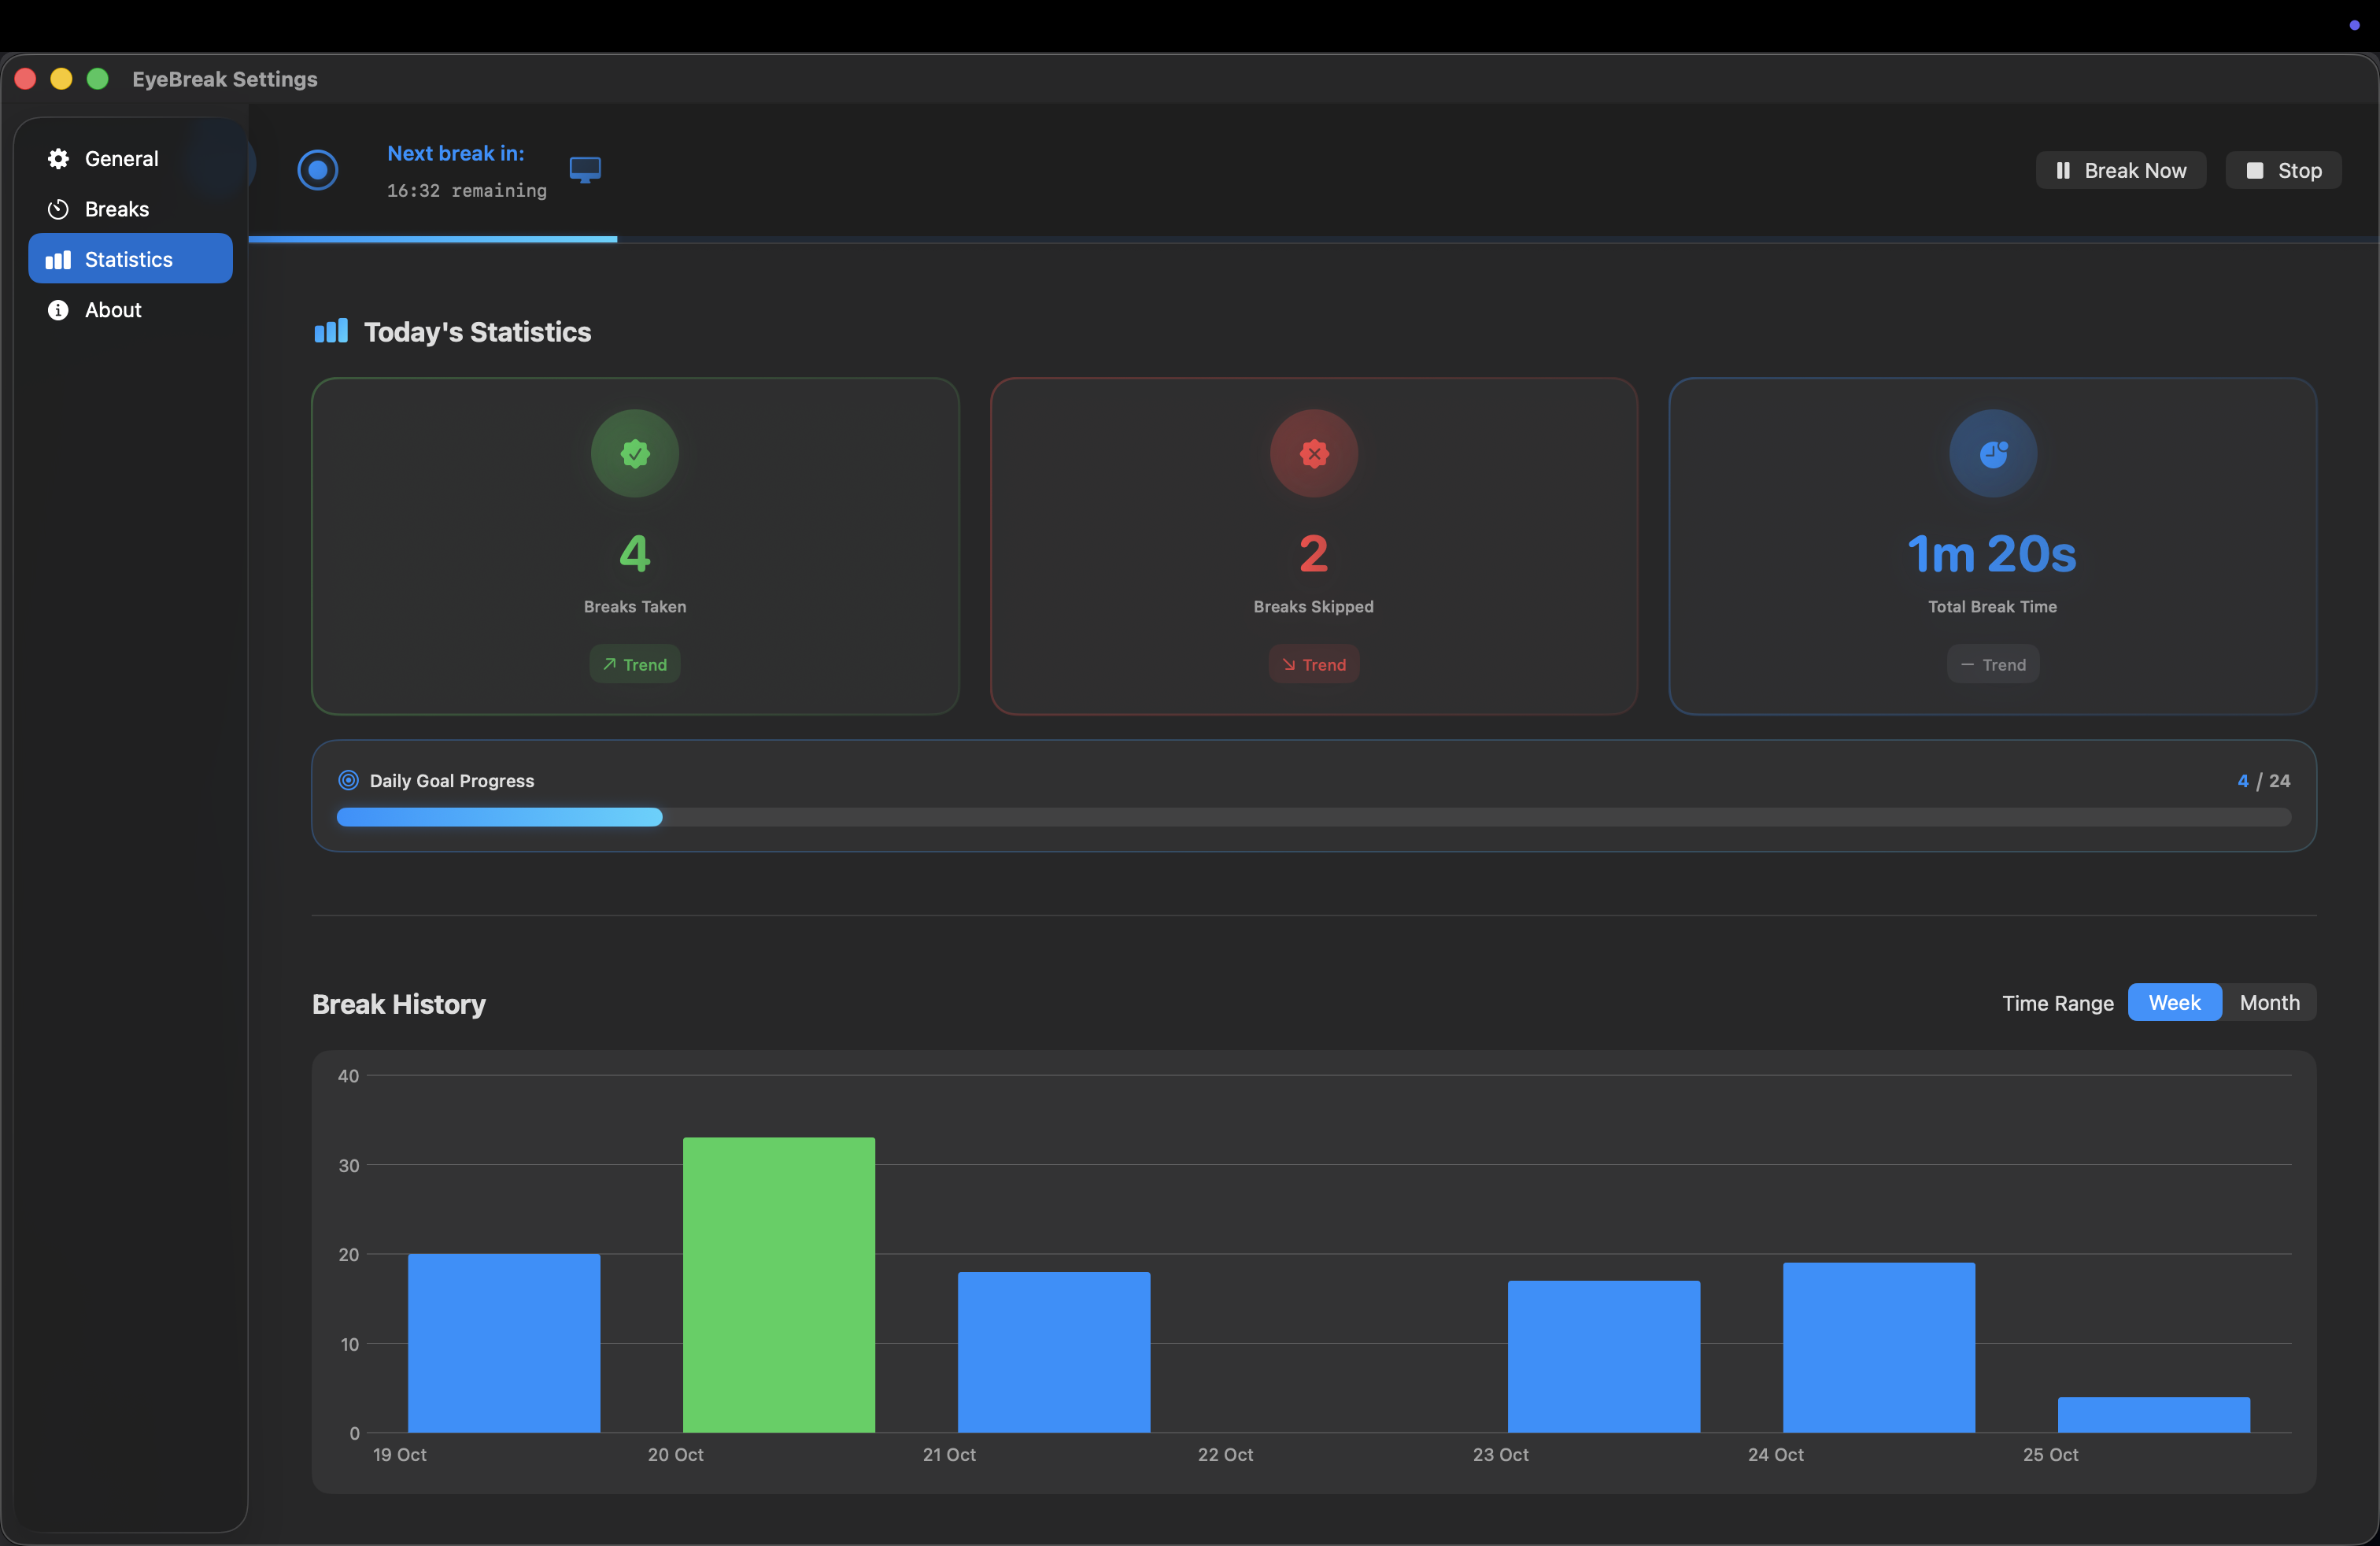 EyeBreak Settings
General
Breaks
Statistics
About
Next break in:
16:32 remaining
Break Now
Stop
Today's Statistics
4
Breaks Taken
Trend
2
Breaks Skipped
Trend
1m 20s
Total Break Time
Trend
Daily Goal Progress
4 / 24
Break History
Time Range
Week
Month
40
30
20
10
0
19 Oct
20 Oct
21 Oct
22 Oct
23 Oct
24 Oct
25 Oct